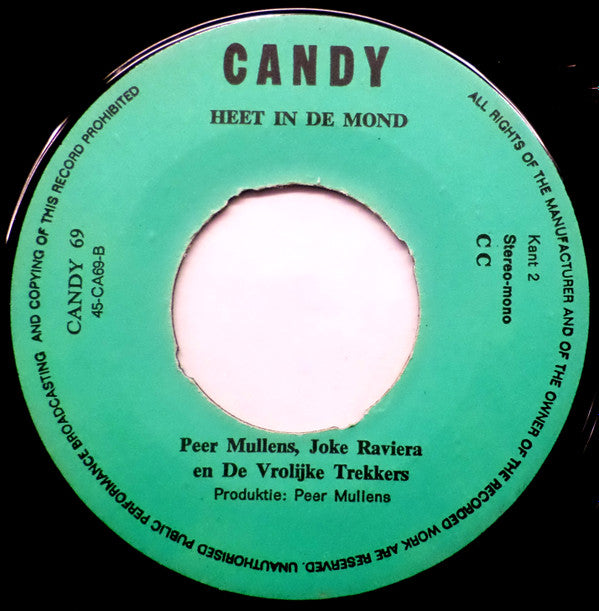 CANDY
HEET IN DE MOND
CANDY 69
45-CA69-B
Kant 2
Stereo-mono
C C
Peer Mullens, Joke Raviera
en De Vrolijke Trekkers
Produktie: Peer Mullens
ALL RIGHTS OF THE MANUFACTURER AND OF THE OWNER OF THE RECORDED WORK ARE RESERVED. UNAUTHORISED PUBLIC PERFORMANCE BROADCASTING AND COPYING OF THIS RECORD PROHIBITED